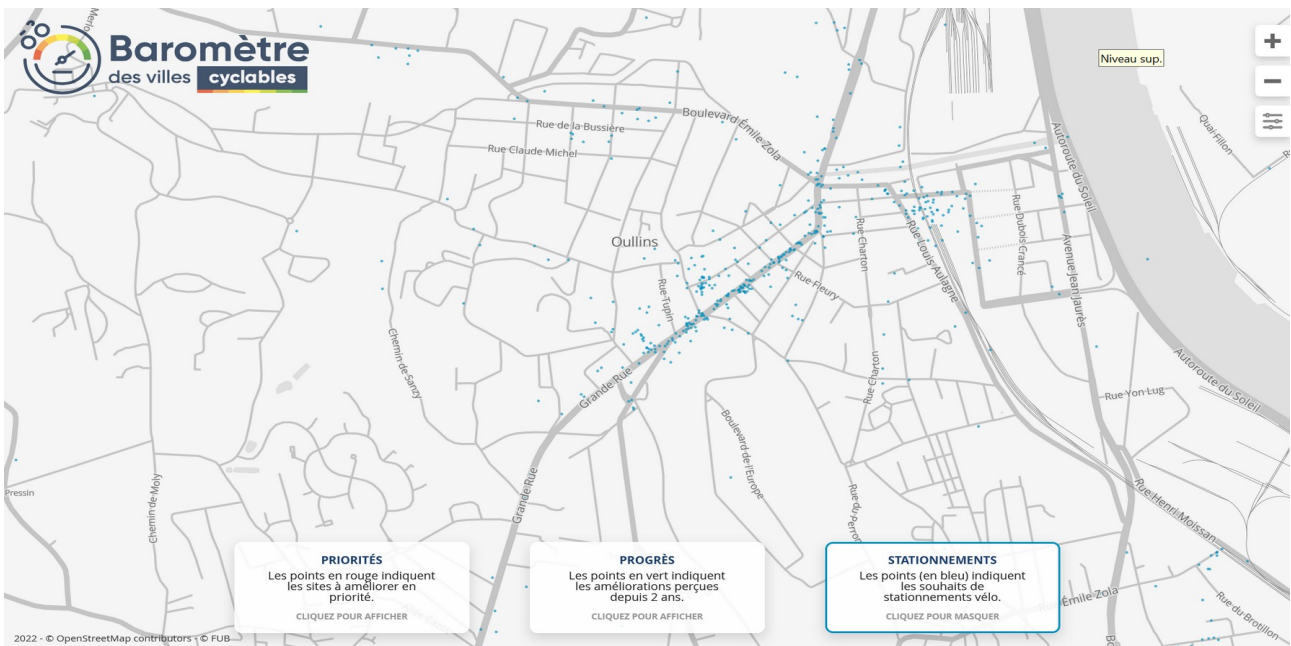 Merlo
Baromètre
des villes cyclables
Niveau sup.
Boulevard Émile Zola
Rue de la Bussière
Rue Claude Michel
Quai Fillon
Autoroute du Soleil
Oullins
Rue Charton
Rue Louis Aulagne
Rue Dubois Crancé
Avenue Jean Jaurès
Rue Tupin
Rue Fleury
Chemin de Sanzy
Grande Rue
Rue Charton
Autoroute du Soleil
Rue Yon Lug
Boulevard de l'Europe
Pressin
Chemin de Moly
Grande Rue
Rue du Perron
Rue Henri Moissan
Émile Zola
Rue du Brotillon
PRIORITÉS
Les points en rouge indiquent
les sites à améliorer en
priorité.
CLIQUEZ POUR AFFICHER
PROGRÈS
Les points en vert indiquent
les améliorations perçues
depuis 2 ans.
CLIQUEZ POUR AFFICHER
STATIONNEMENTS
Les points (en bleu) indiquent
les souhaits de
stationnements vélo.
CLIQUEZ POUR MASQUER
2022 - © OpenStreetMap contributors - © FUB